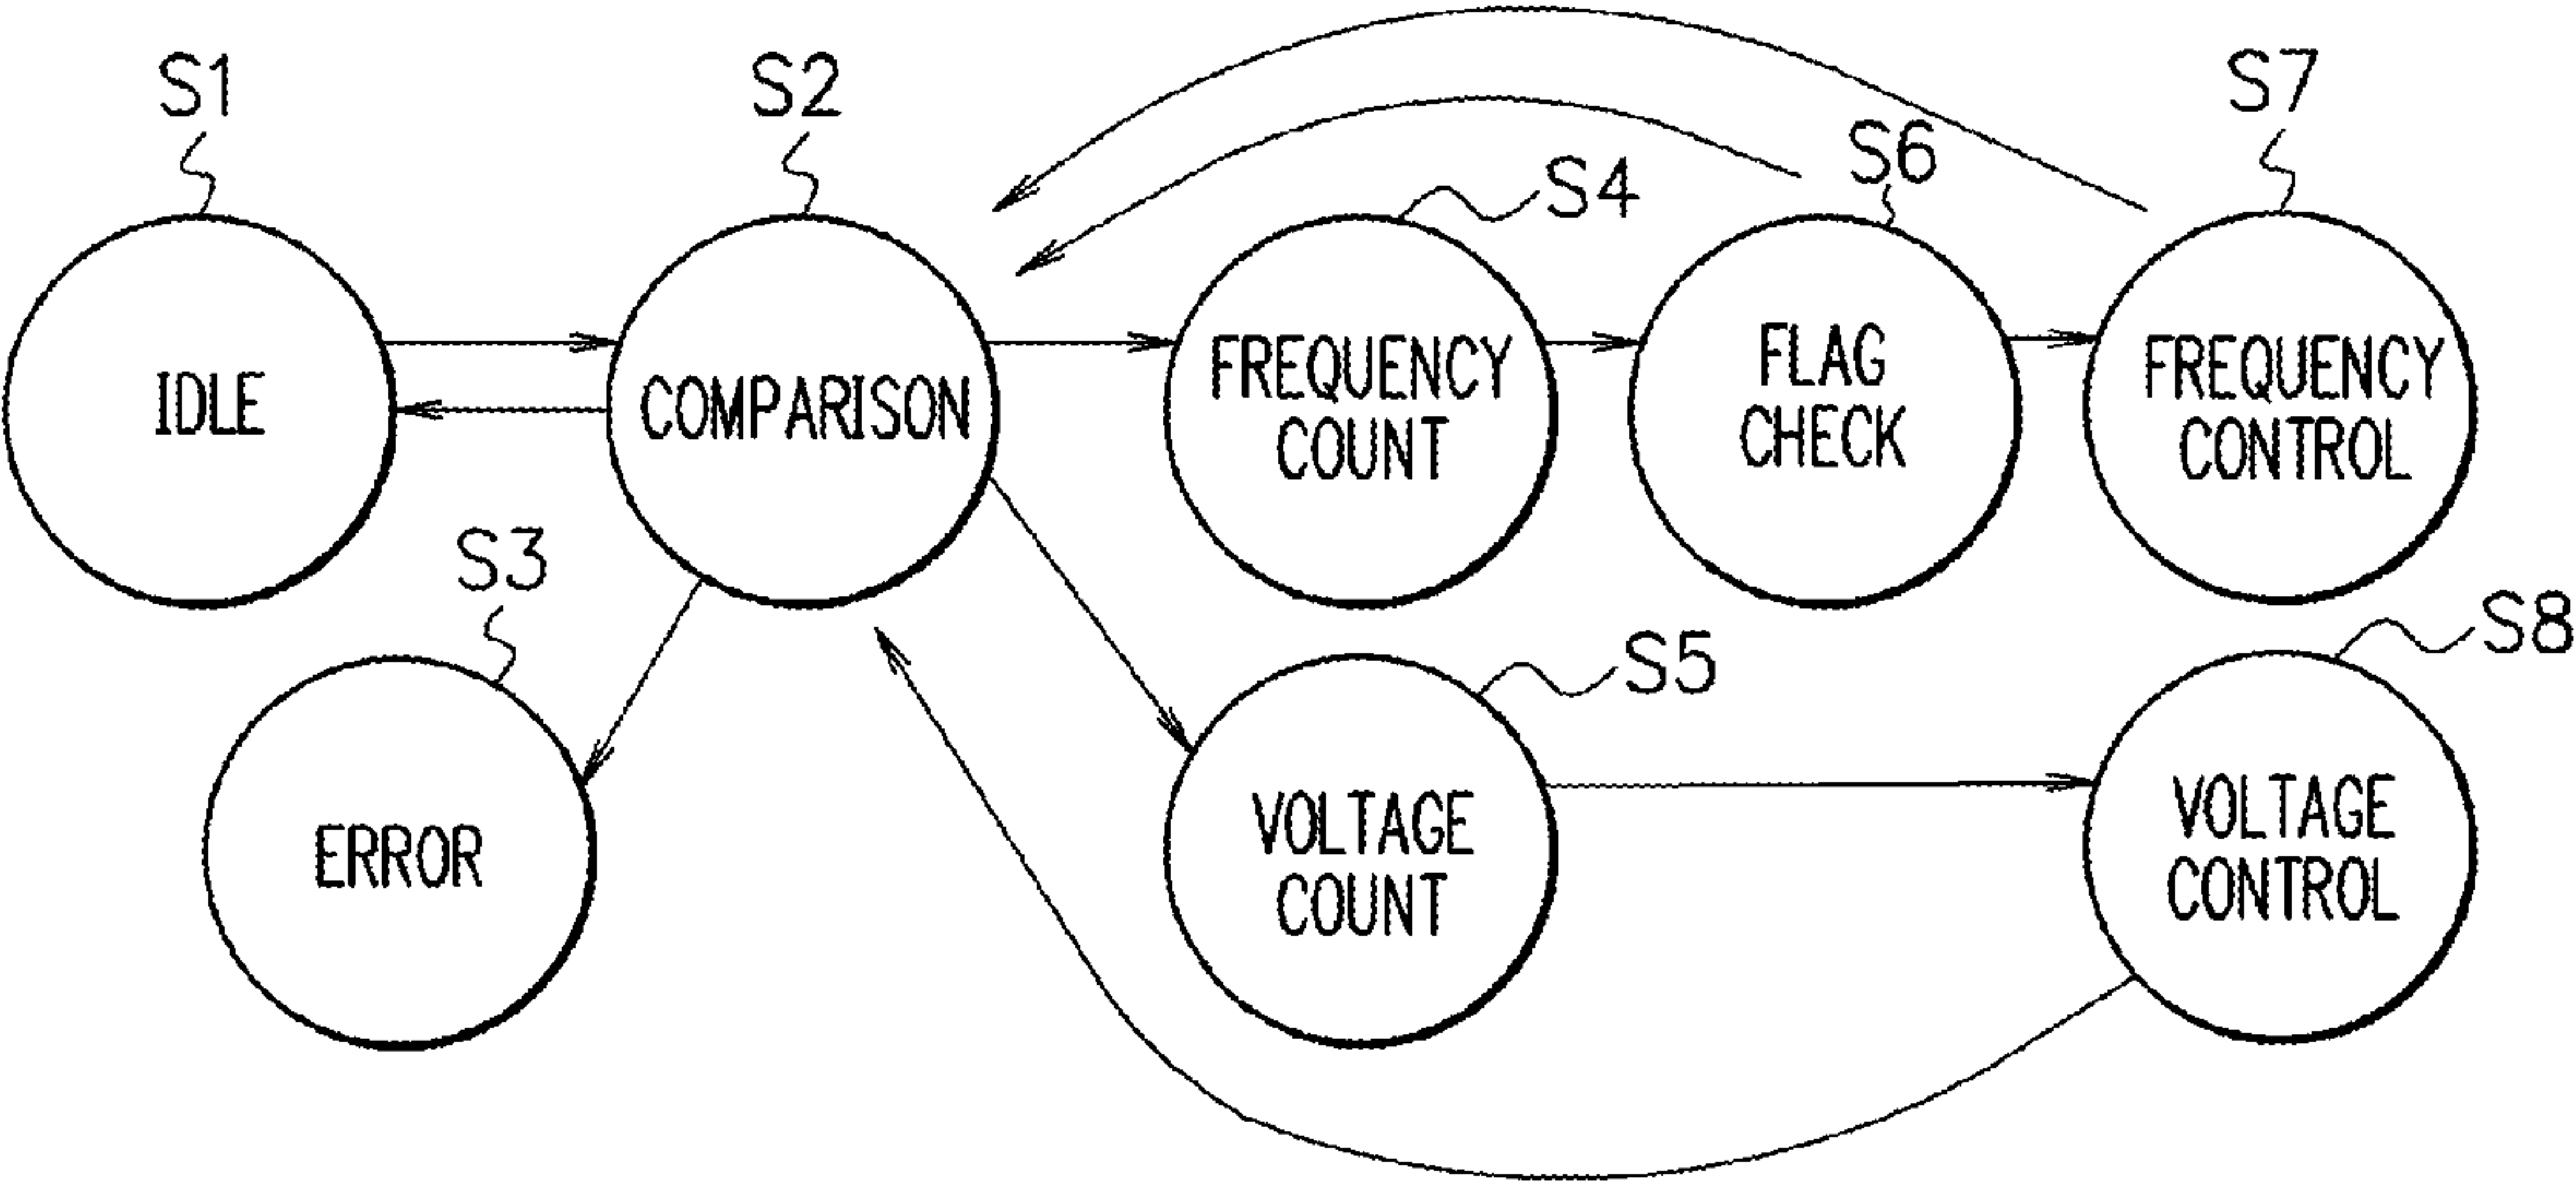 S1
S2
S7
S6
S4
IDLE
COMPARISON
FREQUENCY
COUNT
FLAG
CHECK
FREQUENCY
CONTROL
S3
S5
S8
ERROR
VOLTAGE
COUNT
VOLTAGE
CONTROL